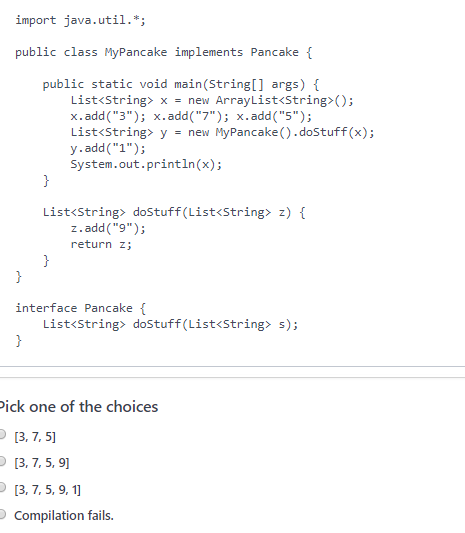 import java.util.*;
public class MyPancake implements Pancake {
public static void main(String[] args) {
List<String> x = new ArrayList<String>();
x.add("3"); x.add("7"); x.add("5");
List<String> y = new MyPancake().doStuff(x);
y.add("1");
System.out.println(x);
}
List<String> doStuff(List<String> z) {
z.add("9");
return z;
}
}
interface Pancake {
List<String> doStuff(List<String> s);
}
Pick one of the choices
[3, 7, 5]
[3, 7, 5, 9]
[3, 7, 5, 9, 1]
Compilation fails.